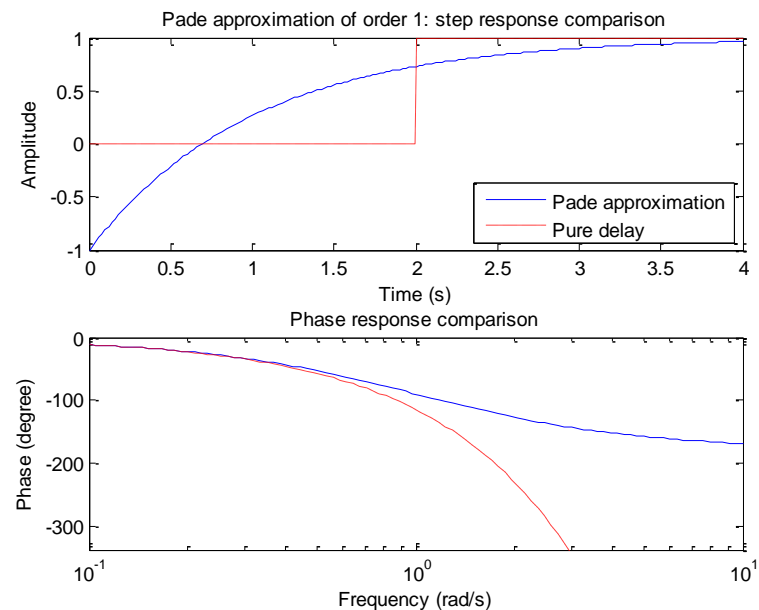 Pade approximation of order 1: step response comparison
1
0.5
0
-0.5
-1
Amplitude
0 0.5 1 1.5 2 2.5 3 3.5 4
Time (s)
Pade approximation
Pure delay
Phase response comparison
0
-100
-200
-300
Phase (degree)
10^-1 10^0 10^1
Frequency (rad/s)